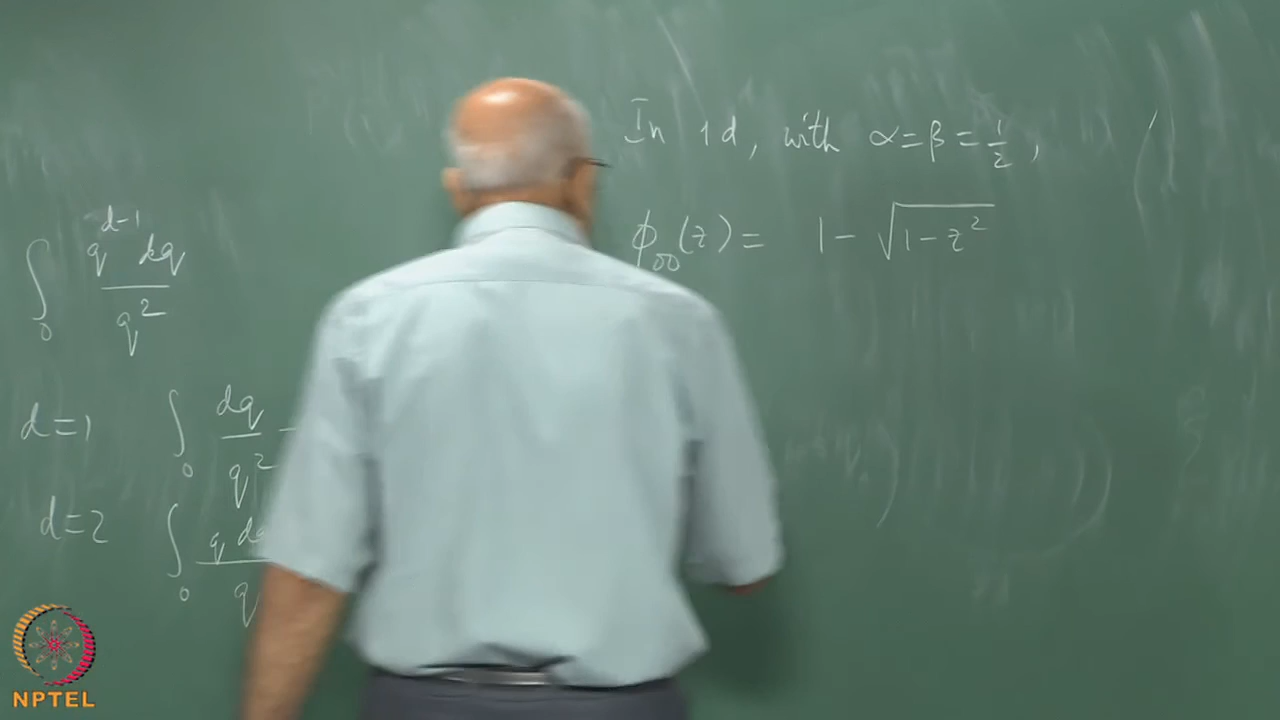 ∫₀ q^{d-1} dq / q²
d=1 ∫₀ dq / q²
d=2 ∫₀ q dq / q
In 1d, with α=β=½,
φ₀₀(z) = 1 - √(1-z²)
NPTEL